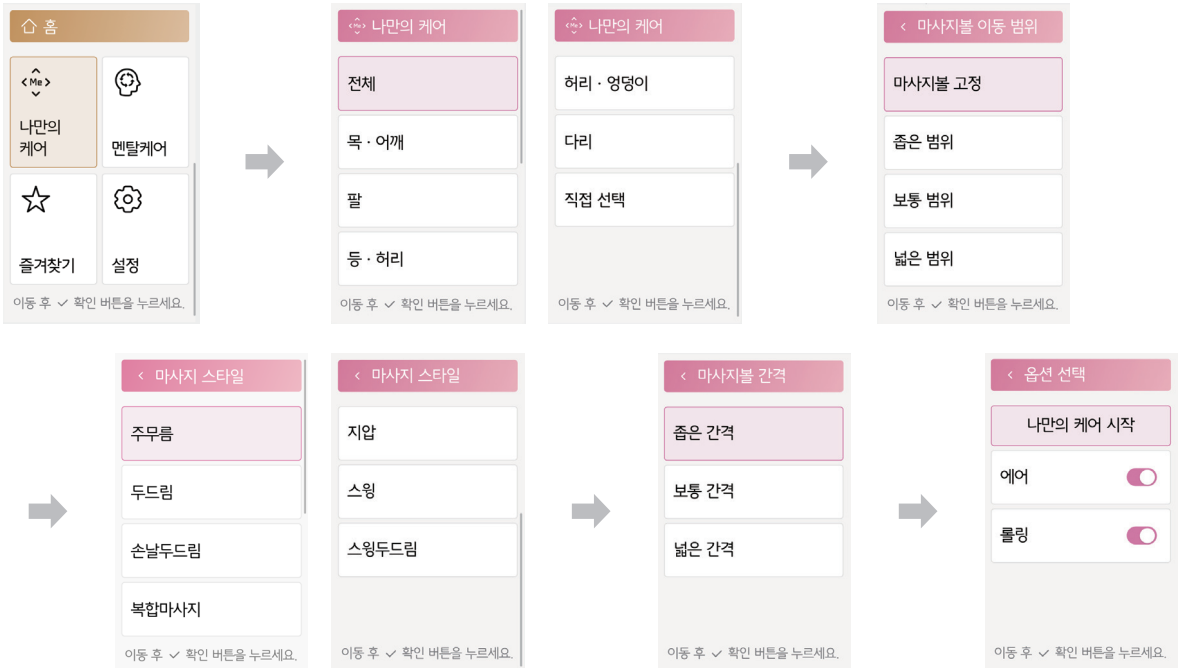 홈
< Me >
나만의
케어
멘탈케어
즐겨찾기
설정
이동 후 ✓ 확인 버튼을 누르세요.
< Me > 나만의 케어
전체
목 · 어깨
팔
등 · 허리
이동 후 ✓ 확인 버튼을 누르세요.
< Me > 나만의 케어
허리 · 엉덩이
다리
직접 선택
이동 후 ✓ 확인 버튼을 누르세요.
< 마사지볼 이동 범위
마사지볼 고정
좁은 범위
보통 범위
넓은 범위
이동 후 ✓ 확인 버튼을 누르세요.
< 마사지 스타일
주무름
두드림
손날두드림
복합마사지
이동 후 ✓ 확인 버튼을 누르세요.
< 마사지 스타일
지압
스윙
스윙두드림
이동 후 ✓ 확인 버튼을 누르세요.
< 마사지볼 간격
좁은 간격
보통 간격
넓은 간격
이동 후 ✓ 확인 버튼을 누르세요.
< 옵션 선택
나만의 케어 시작
에어
롤링
이동 후 ✓ 확인 버튼을 누르세요.